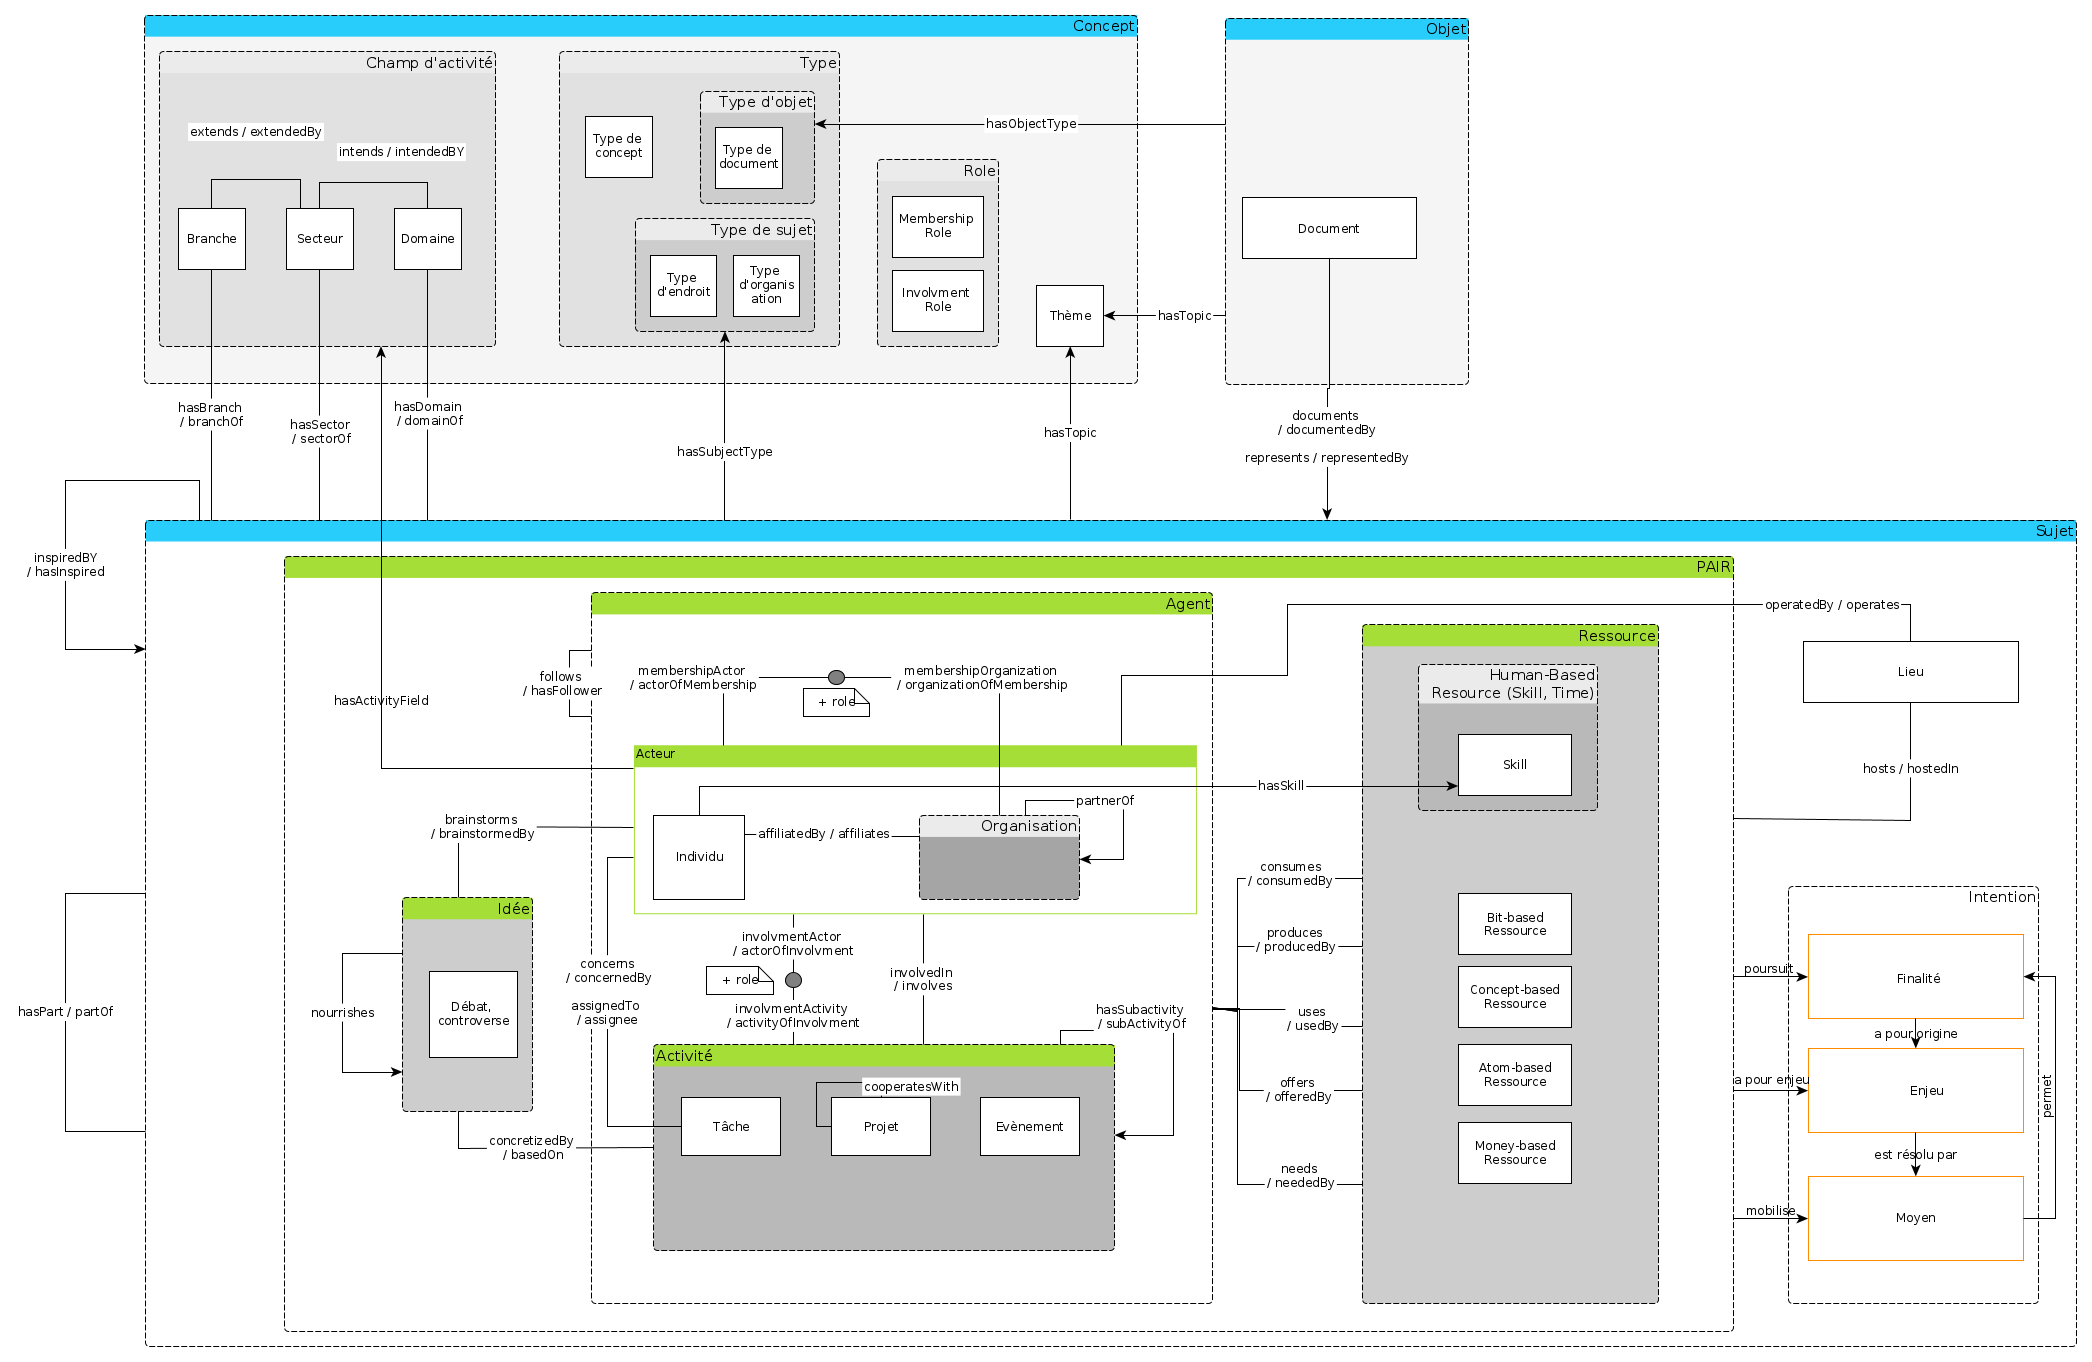 Concept
Objet
Champ d'activité
Type
Type d'objet
extends / extendedBy
hasObjectType
Type de
concept
Type de
document
intends / intendedBY
Role
Membership
Role
Type de sujet
Document
Branche
Secteur
Domaine
Type
d'endroit
Type
d'organis
ation
Involvment
Role
Thème
hasTopic
hasBranch
/ branchOf
hasSector
/ sectorOf
hasDomain
/ domainOf
hasSubjectType
hasTopic
documents
/ documentedBy
represents / representedBy
Sujet
inspiredBY
/ hasInspired
PAIR
Agent
operatedBy / operates
Ressource
follows
/ hasFollower
membershipActor
/ actorOfMembership
membershipOrganization
/ organizationOfMembership
+ role
Human-Based
Resource (Skill, Time)
Lieu
hasActivityField
Acteur
Skill
hosts / hostedIn
hasSkill
partnerOf
brainstorms
/ brainstormedBy
Individu
affiliatedBy / affiliates
Organisation
consumes
/ consumedBy
Idée
Intention
Bit-based
Ressource
involvmentActor
/ actorOfInvolvment
produces
/ producedBy
concerns
/ concernedBy
+ role
involvedIn
/ involves
poursuit
Finalité
Concept-based
Ressource
hasPart / partOf
nourrishes
Débat,
controverse
assignedTo
/ assignee
involvmentActivity
/ activityOfInvolvment
hasSubactivity
/ subActivityOf
uses
/ usedBy
a pour origine
Activité
cooperatesWith
Atom-based
Ressource
offers
/ offeredBy
a pour enjeu
Enjeu
permet
Tâche
Projet
Evènement
concretizedBy
/ basedOn
Money-based
Ressource
est résolu par
needs
/ neededBy
mobilise
Moyen